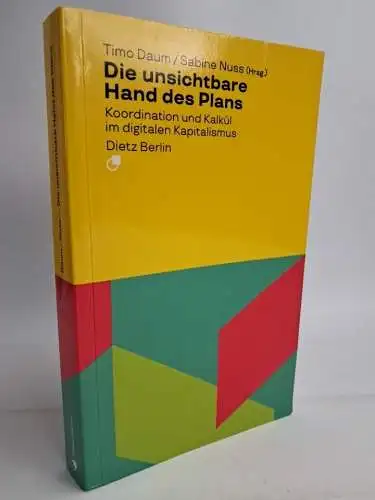 Timo Daum / Sabine Nuss (Hrsg.)
Die unsichtbare
Hand des Plans
Koordination und Kalkül
im digitalen Kapitalismus
Dietz Berlin